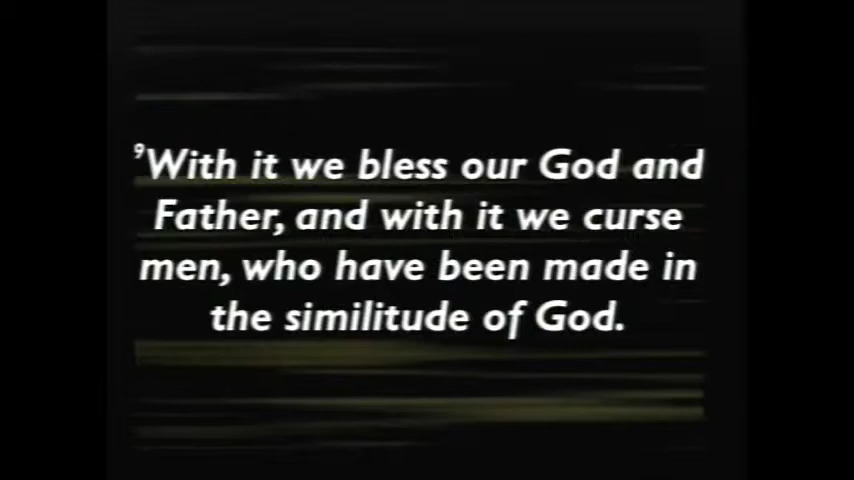 ⁹With it we bless our God and
Father, and with it we curse
men, who have been made in
the similitude of God.